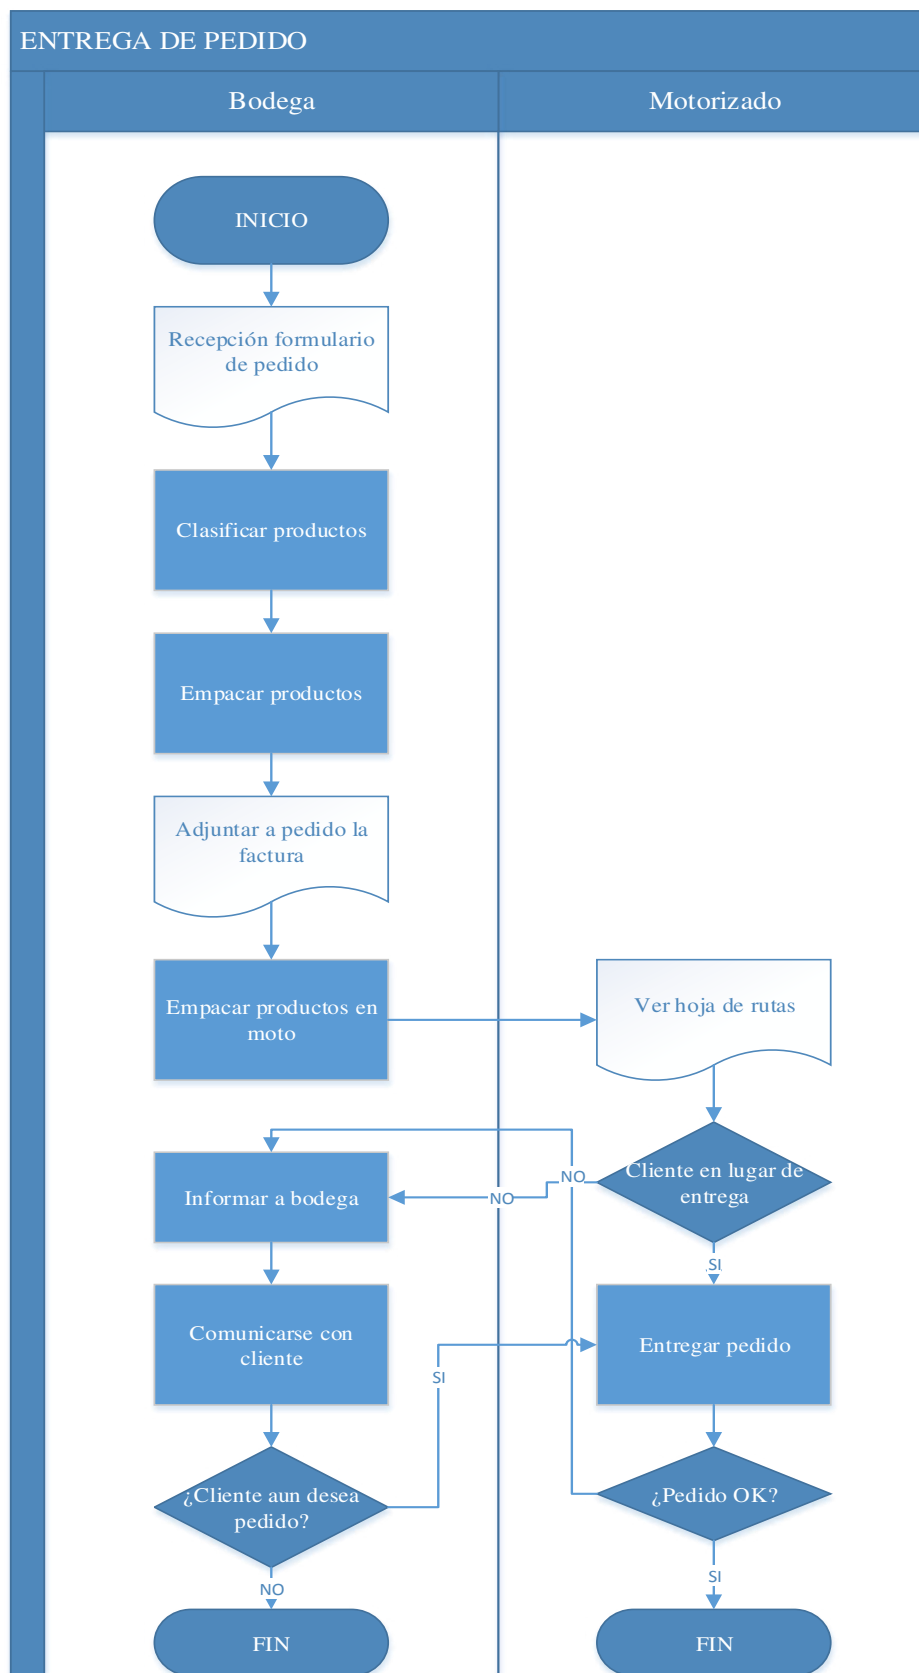 ENTREGA DE PEDIDO
Bodega
Motorizado
INICIO
Recepción formulario
de pedido
Clasificar productos
Empacar productos
Adjuntar a pedido la
factura
Empacar productos en
moto
Ver hoja de rutas
Cliente en lugar de
entrega
NO
NO
Informar a bodega
SI
Comunicarse con
cliente
Entregar pedido
SI
¿Cliente aun desea
pedido?
¿Pedido OK?
NO
SI
FIN
FIN